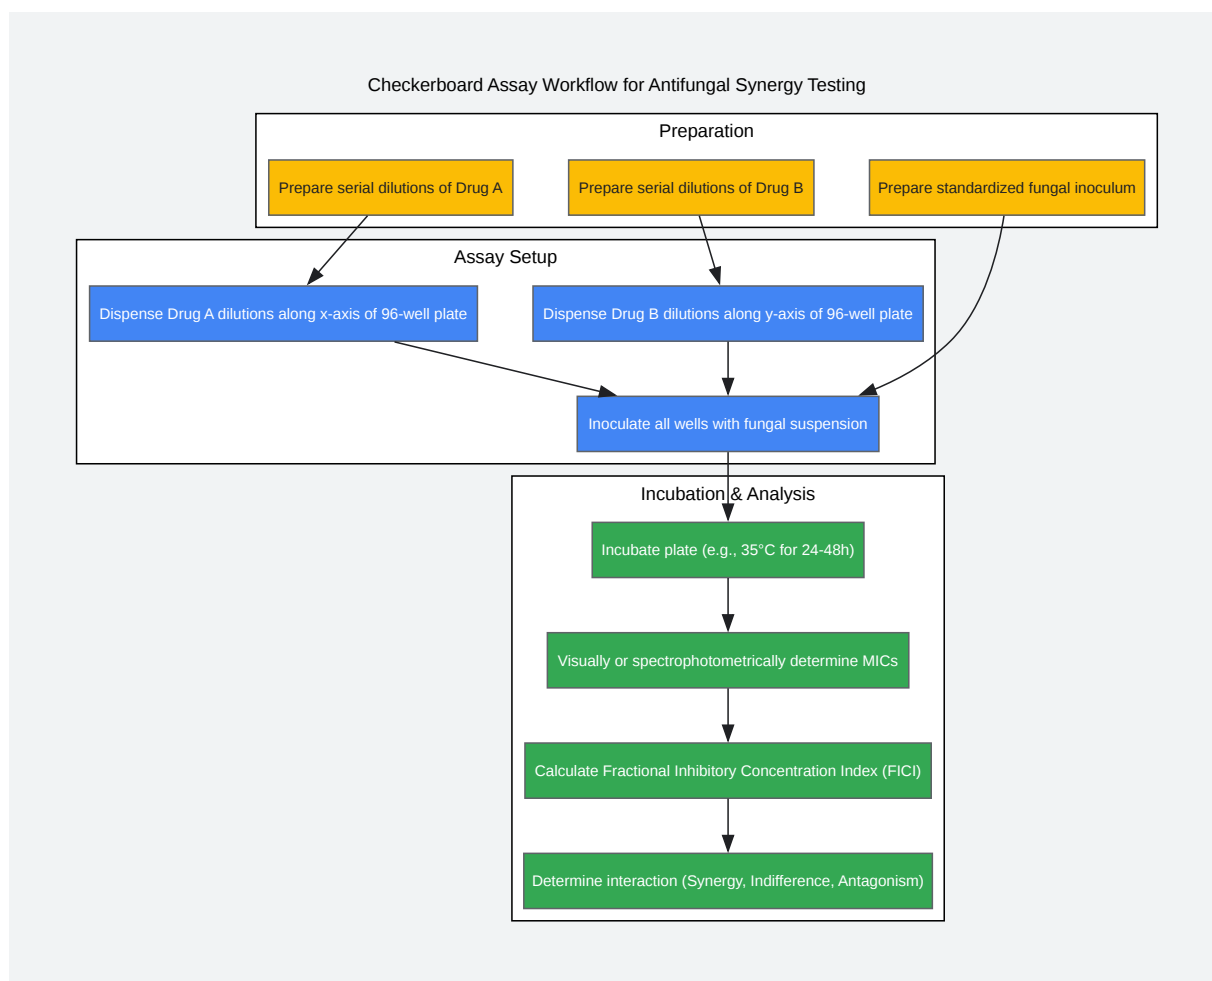 Checkerboard Assay Workflow for Antifungal Synergy Testing
Preparation
Prepare serial dilutions of Drug A
Prepare serial dilutions of Drug B
Prepare standardized fungal inoculum
Assay Setup
Dispense Drug A dilutions along x-axis of 96-well plate
Dispense Drug B dilutions along y-axis of 96-well plate
Inoculate all wells with fungal suspension
Incubation & Analysis
Incubate plate (e.g., 35°C for 24-48h)
Visually or spectrophotometrically determine MICs
Calculate Fractional Inhibitory Concentration Index (FICI)
Determine interaction (Synergy, Indifference, Antagonism)